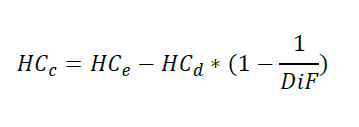 HC_c = HC_e − HC_d * (1 − 1/DiF)